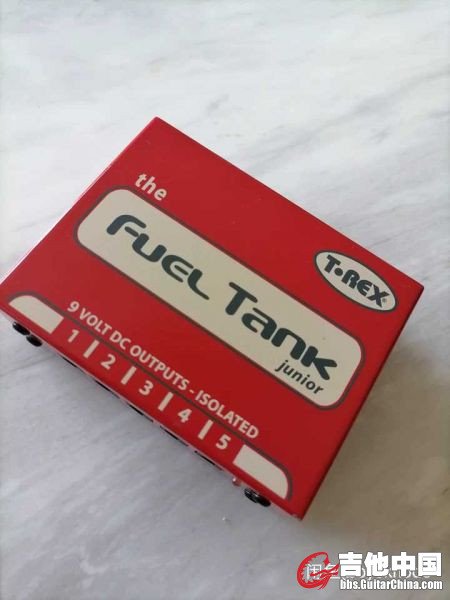 the
Fuel Tank
junior
T-REX
9 VOLT DC OUTPUTS - ISOLATED
1 | 2 | 3 | 4 | 5
吉他中国
bbs.GuitarChina.com